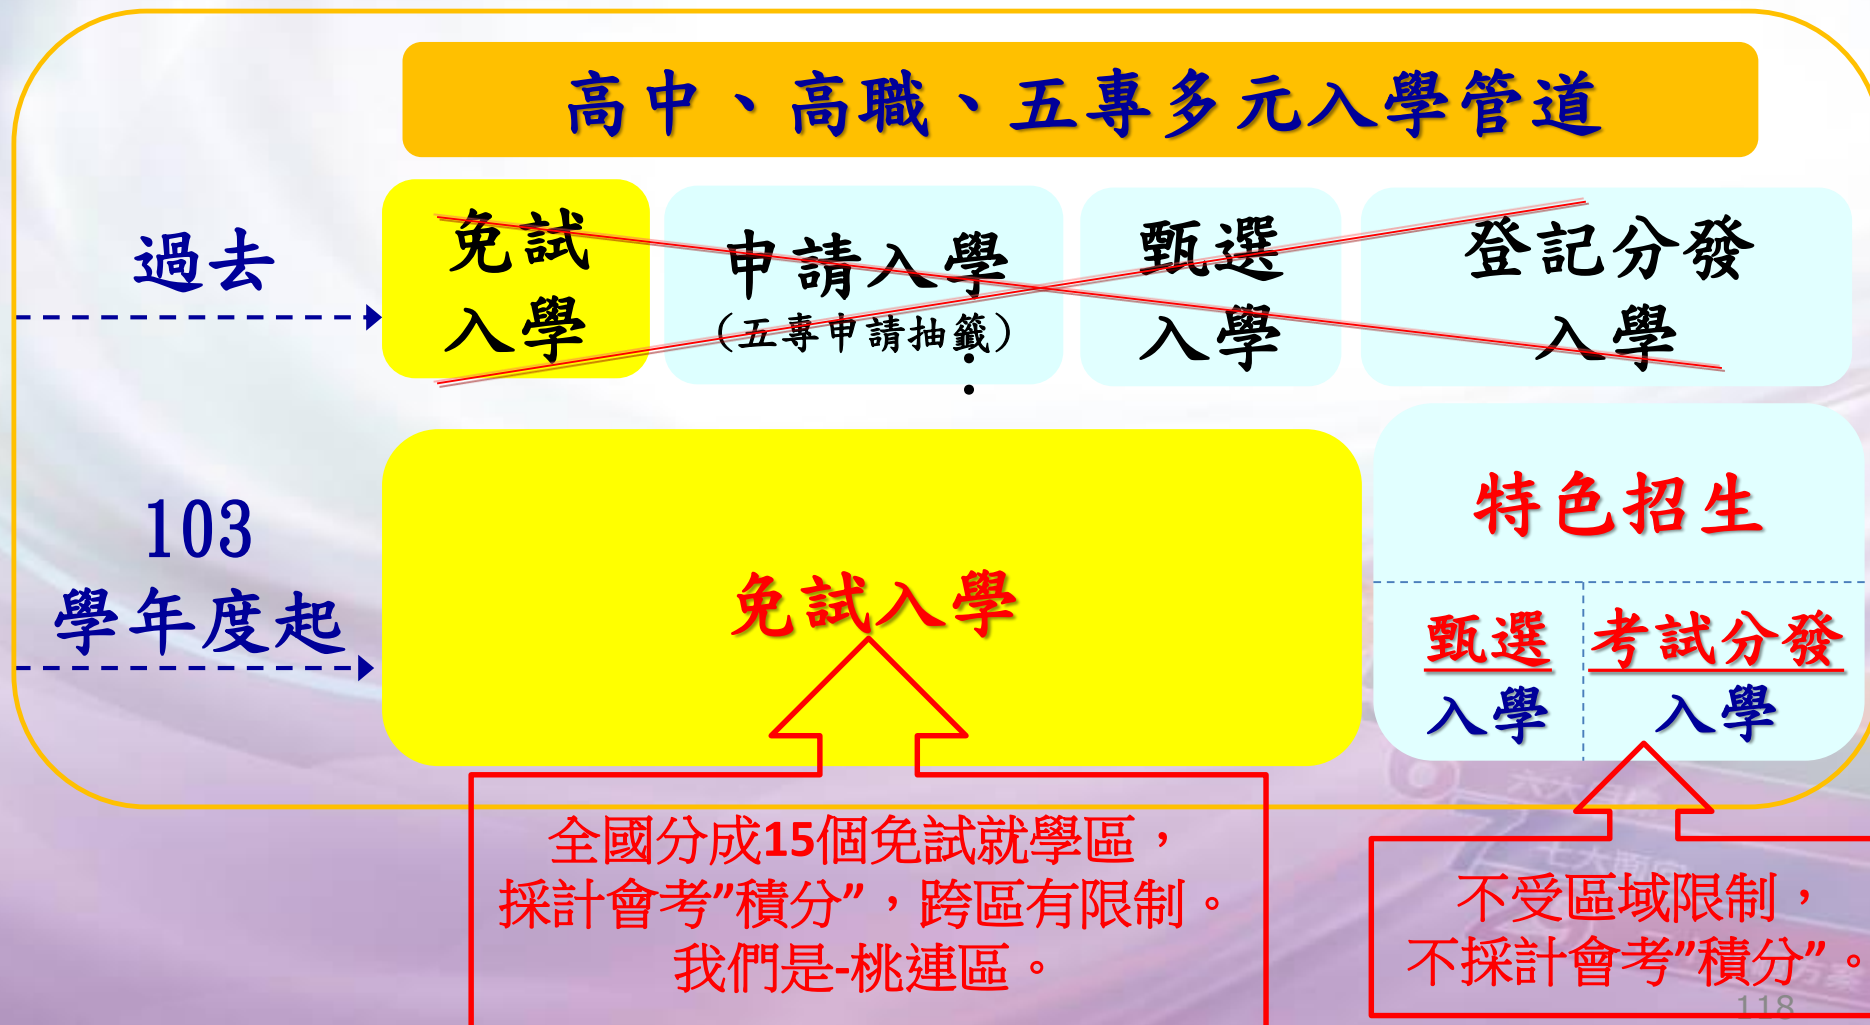 高中、高職、五專多元入學管道
過去
免試
入學
申請入學
（五專申請抽籤）
甄選
入學
登記分發
入學
103
學年度起
免試入學
特色招生
甄選
入學
考試分發
入學
全國分成15個免試就學區，
採計會考”積分”，跨區有限制。
我們是-桃連區。
不受區域限制，
不採計會考”積分”。
118